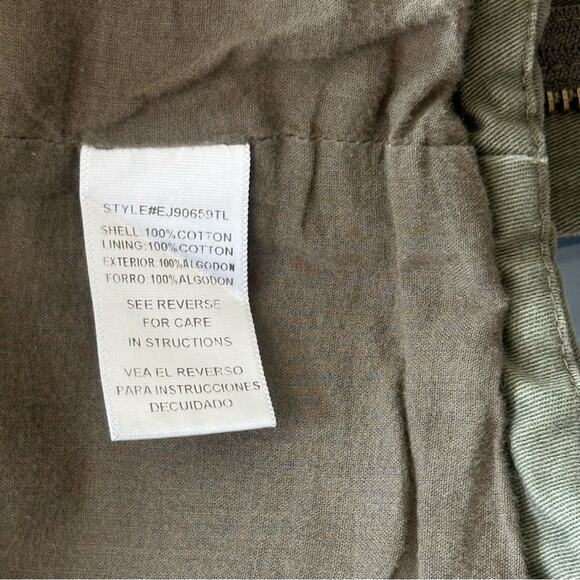 STYLE#EJ90659TL
SHELL:100%COTTON
LINING:100%COTTON
EXTERIOR:100%ALGODON
FORRO:100%ALGODON
SEE REVERSE
FOR CARE
IN STRUCTIONS
VEA EL REVERSO
PARA INSTRUCCIONES
DECUIDADO